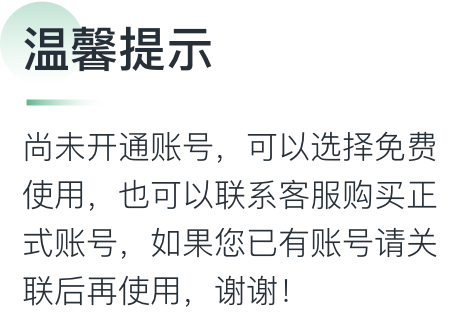 温馨提示
尚未开通账号，可以选择免费
使用，也可以联系客服购买正
式账号，如果您已有账号请关
联后再使用，谢谢！